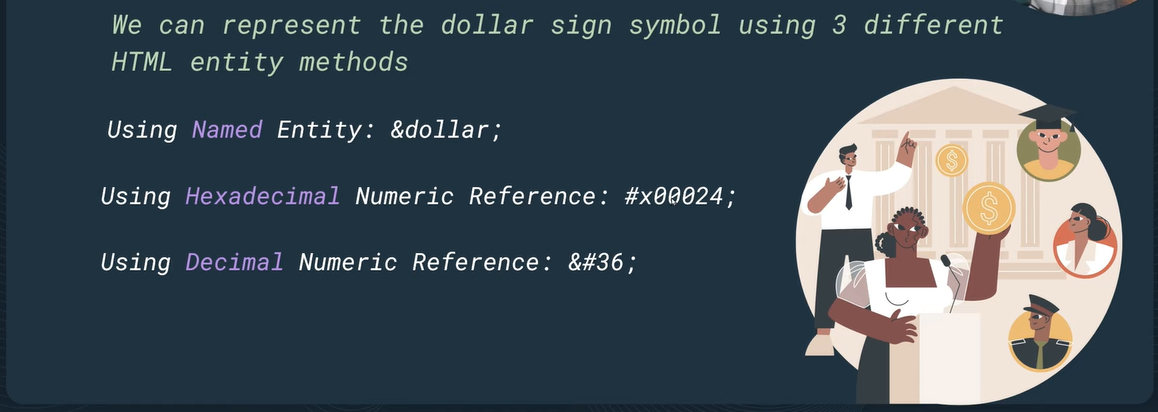 We can represent the dollar sign symbol using 3 different
HTML entity methods
Using Named Entity: &dollar;
Using Hexadecimal Numeric Reference: #x00024;
Using Decimal Numeric Reference: &#36;
$
$